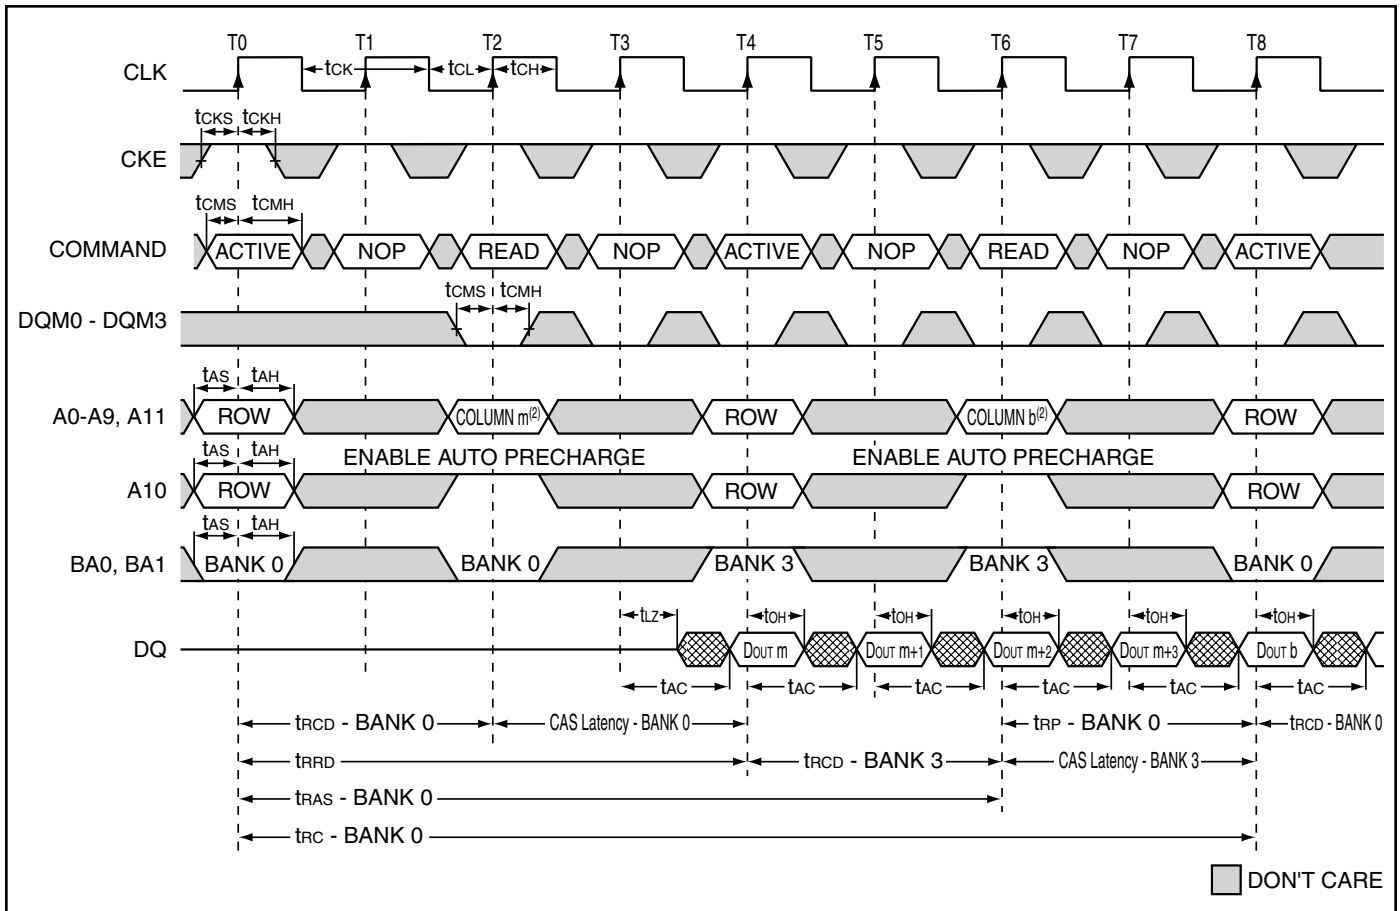 T0 T1 T2 T3 T4 T5 T6 T7 T8
CLK
tCK tCL tCH
tCKS tCKH
CKE
tCMS tCMH
COMMAND ACTIVE NOP READ NOP ACTIVE NOP READ NOP ACTIVE
tCMS tCMH
DQM0 - DQM3
tAS tAH
A0-A9, A11 ROW COLUMN m(2) ROW COLUMN b(2) ROW
tAS tAH ENABLE AUTO PRECHARGE ENABLE AUTO PRECHARGE
A10 ROW ROW ROW
tAS tAH
BA0, BA1 BANK 0 BANK 0 BANK 3 BANK 3 BANK 0
tLZ tOH tOH tOH tOH tOH
DQ DOUT m DOUT m+1 DOUT m+2 DOUT m+3 DOUT b
tAC tAC tAC tAC tAC tAC
tRCD - BANK 0 CAS Latency - BANK 0 tRP - BANK 0 tRCD - BANK 0
tRRD tRCD - BANK 3 CAS Latency - BANK 3
tRAS - BANK 0
tRC - BANK 0
DON'T CARE